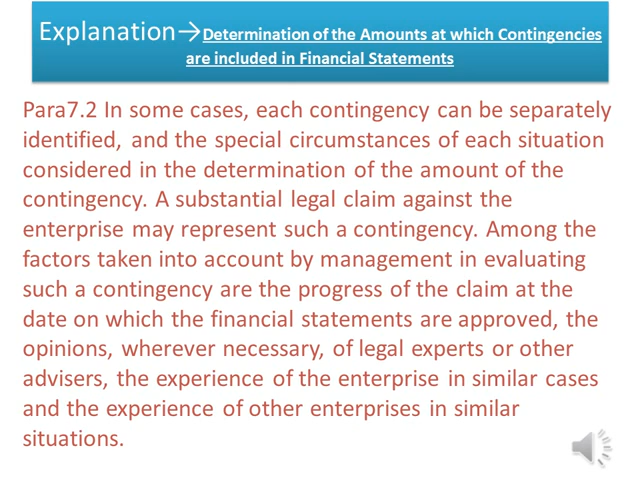 Explanation→Determination of the Amounts at which Contingencies
are included in Financial Statements
Para7.2 In some cases, each contingency can be separately
identified, and the special circumstances of each situation
considered in the determination of the amount of the
contingency. A substantial legal claim against the
enterprise may represent such a contingency. Among the
factors taken into account by management in evaluating
such a contingency are the progress of the claim at the
date on which the financial statements are approved, the
opinions, wherever necessary, of legal experts or other
advisers, the experience of the enterprise in similar cases
and the experience of other enterprises in similar
situations.